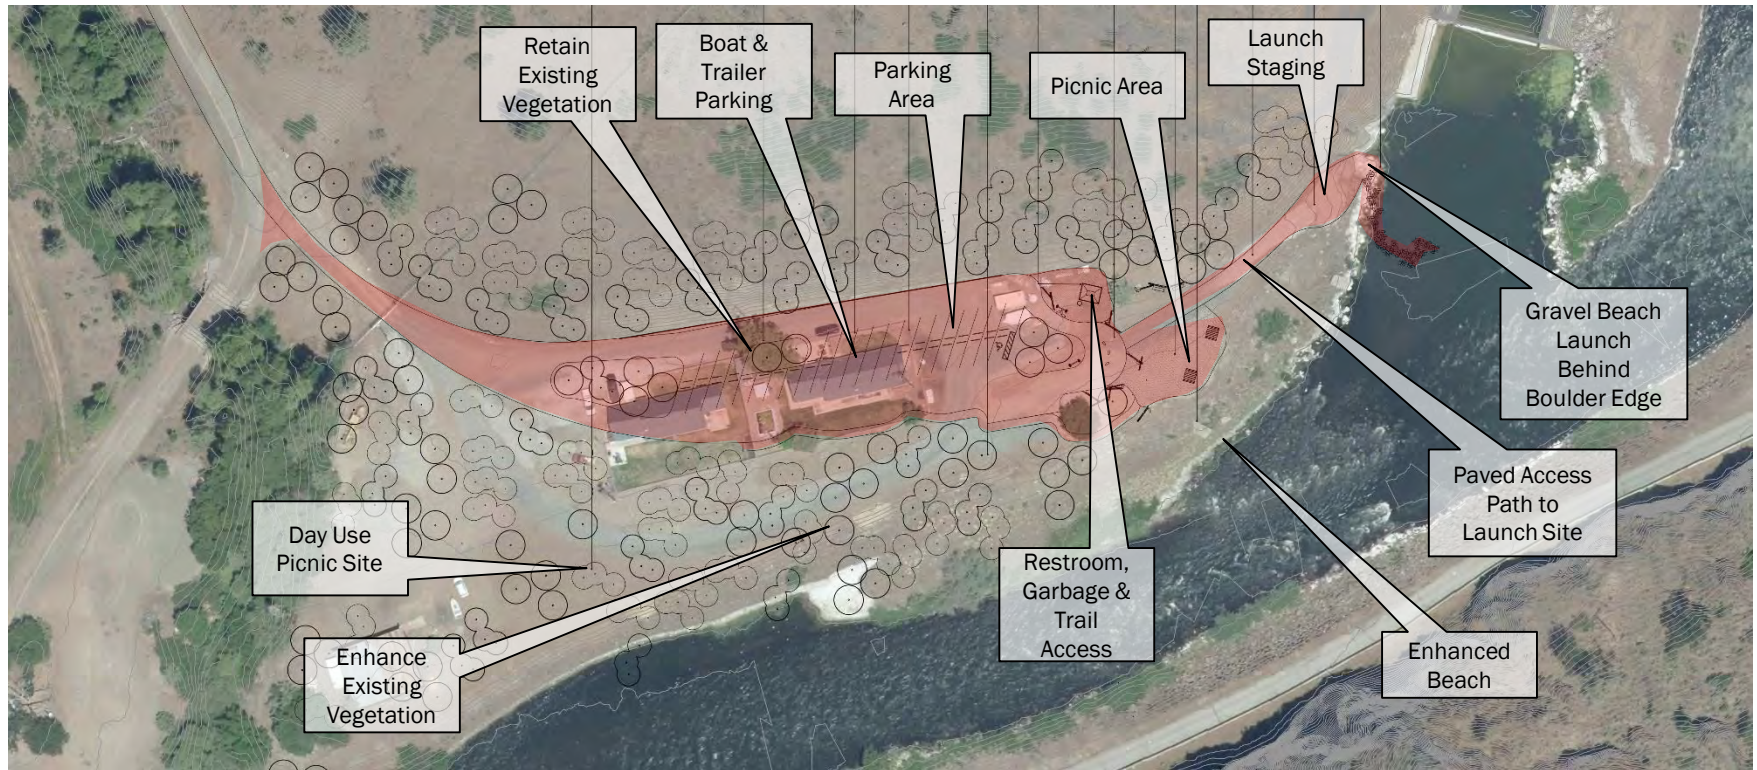 Retain
Existing
Vegetation
Boat &
Trailer
Parking
Parking
Area
Picnic Area
Launch
Staging
Gravel Beach
Launch
Behind
Boulder Edge
Paved Access
Path to
Launch Site
Day Use
Picnic Site
Restroom,
Garbage &
Trail
Access
Enhance
Existing
Vegetation
Enhanced
Beach